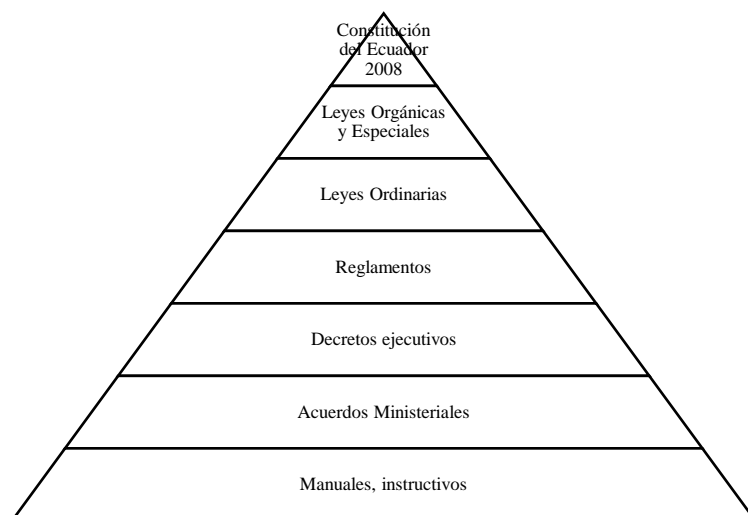 Constitución
del Ecuador
2008
Leyes Orgánicas
y Especiales
Leyes Ordinarias
Reglamentos
Decretos ejecutivos
Acuerdos Ministeriales
Manuales, instructivos